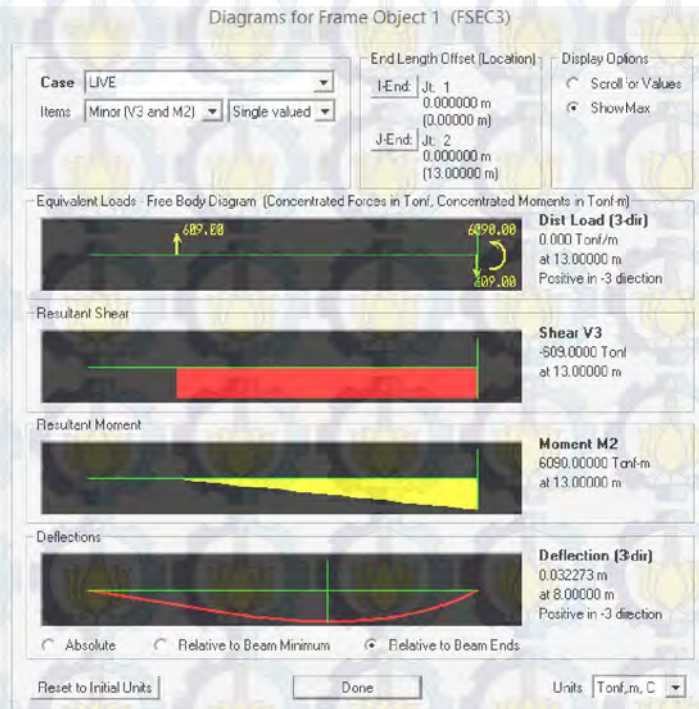 Diagrams for Frame Object 1 (FSEC3)
Case LIVE
Items Minor (V3 and M2) Single valued
End Length Offset (Location)
I-End: Jt: 1
0.000000 m
(0.00000 m)
J-End: Jt: 2
0.000000 m
(13.00000 m)
Display Options
Scroll for Values
Show Max
Equivalent Loads - Free Body Diagram (Concentrated Forces in Tonf, Concentrated Moments in Tonf-m)
609.00
6090.00
609.00
Dist Load (3-dir)
0.000 Tonf/m
at 13.00000 m
Positive in -3 direction
Resultant Shear
Shear V3
-609.0000 Tonf
at 13.00000 m
Resultant Moment
Moment M2
6090.00000 Tonf-m
at 13.00000 m
Deflections
Deflection (3-dir)
0.032273 m
at 8.00000 m
Positive in -3 direction
Absolute Relative to Beam Minimum Relative to Beam Ends
Reset to Initial Units Done Units Tonf, m, C